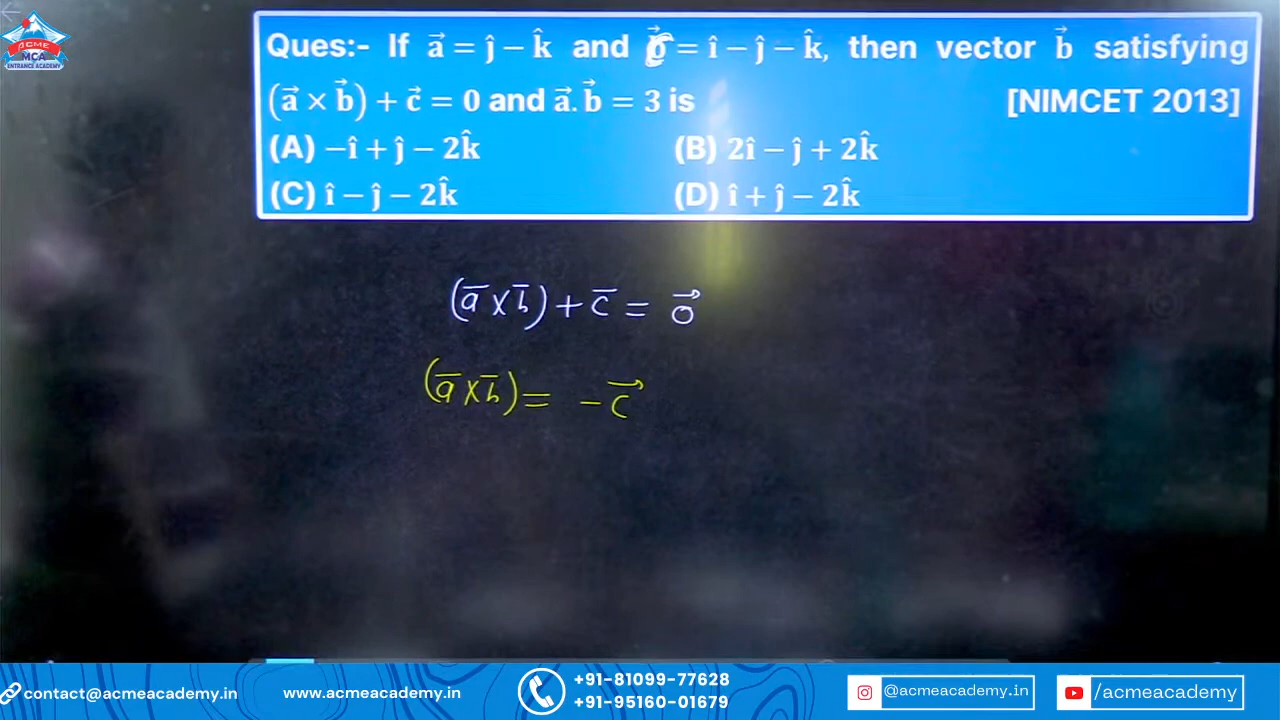 ACME
MCA
ENTRANCE ACADEMY
Ques:- If a⃗ = ĵ − k̂ and c⃗ = î − ĵ − k̂, then vector b⃗ satisfying
(a⃗ × b⃗) + c⃗ = 0 and a⃗. b⃗ = 3 is [NIMCET 2013]
(A) −î + ĵ − 2k̂ (B) 2î − ĵ + 2k̂
(C) î − ĵ − 2k̂ (D) î + ĵ − 2k̂
(a̅ × b̅) + c̅ = 0⃗
(a̅ × b̅) = − c⃗
contact@acmeacademy.in www.acmeacademy.in +91-81099-77628 @acmeacademy.in /acmeacademy
+91-95160-01679